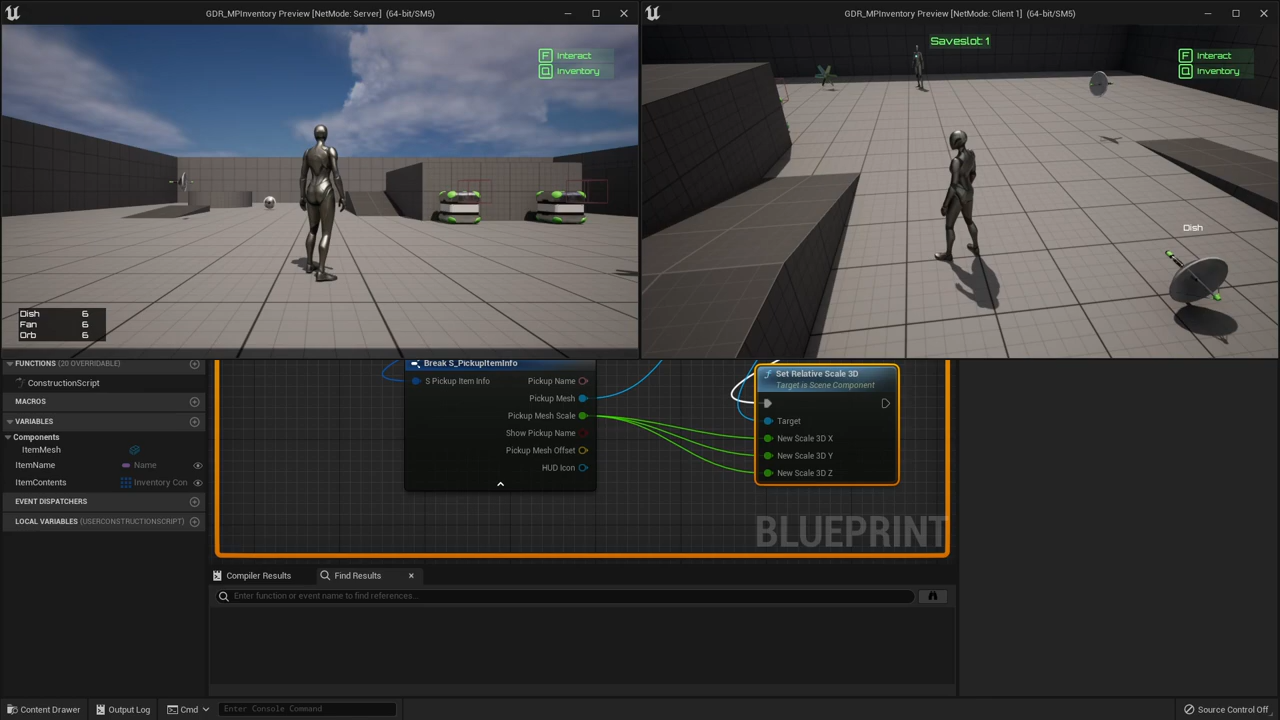 GDR_MPInventory Preview [NetMode: Server] (64-bit/SM5)
F Interact
Q Inventory
Dish 6
Fan 6
Orb 6
GDR_MPInventory Preview [NetMode: Client 1] (64-bit/SM5)
Saveslot: 1
F Interact
Q Inventory
Dish
FUNCTIONS (20 OVERRIDABLE)
ConstructionScript
MACROS
VARIABLES
Components
ItemMesh
ItemName Name
ItemContents Inventory Con
EVENT DISPATCHERS
LOCAL VARIABLES (USERCONSTRUCTIONSCRIPT)
Break S_PickupItemInfo
S Pickup Item Info
Pickup Name
Pickup Mesh
Pickup Mesh Scale
Show Pickup Name
Pickup Mesh Offset
HUD Icon
Set Relative Scale 3D
Target is Scene Component
Target
New Scale 3D X
New Scale 3D Y
New Scale 3D Z
BLUEPRINT
Compiler Results
Find Results
Enter function or event name to find references...
Content Drawer
Output Log
Cmd
Enter Console Command
Source Control Off